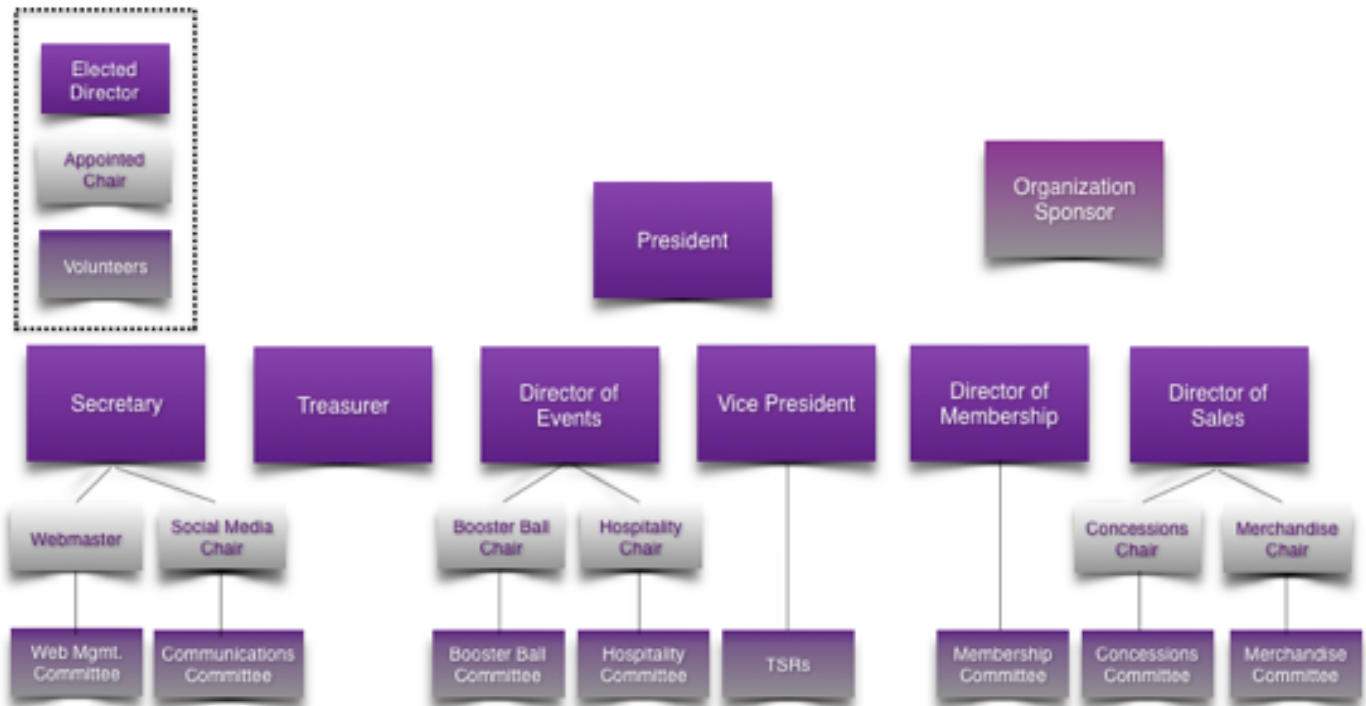 Elected
Director
Appointed
Chair
Volunteers
President
Organization
Sponsor
Secretary
Treasurer
Director of
Events
Vice President
Director of
Membership
Director of
Sales
Webmaster
Social Media
Chair
Booster Ball
Chair
Hospitality
Chair
Concessions
Chair
Merchandise
Chair
Web Mgmt.
Committee
Communications
Committee
Booster Ball
Committee
Hospitality
Committee
TSRs
Membership
Committee
Concessions
Committee
Merchandise
Committee